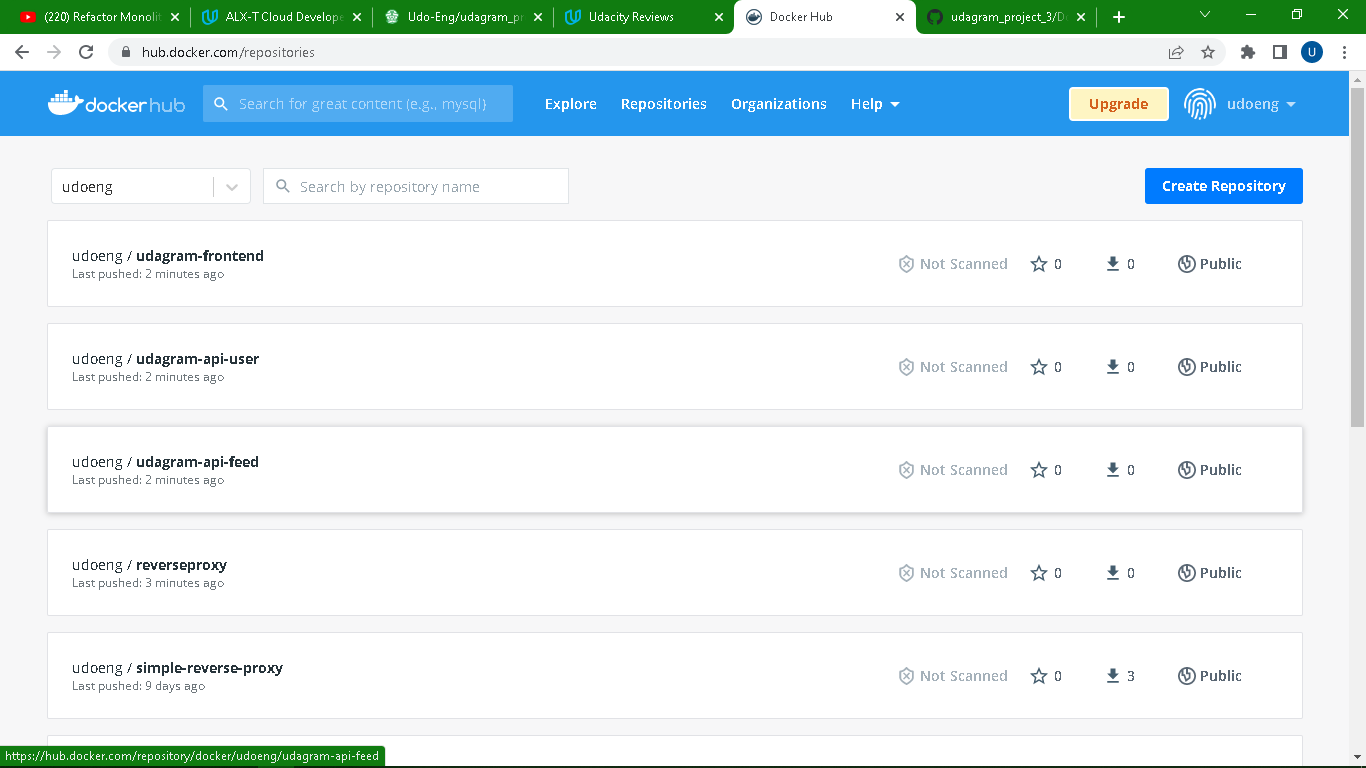 (220) Refactor Monolit
ALX-T Cloud Develope
Udo-Eng/udagram_pr
Udacity Reviews
Docker Hub
udagram_project_3/D
hub.docker.com/repositories
U
dockerhub
Search for great content (e.g., mysql)
Explore
Repositories
Organizations
Help
Upgrade
udoeng
udoeng
Search by repository name
Create Repository
udoeng / udagram-frontend
Last pushed: 2 minutes ago
Not Scanned
0
0
Public
udoeng / udagram-api-user
Last pushed: 2 minutes ago
Not Scanned
0
0
Public
udoeng / udagram-api-feed
Last pushed: 2 minutes ago
Not Scanned
0
0
Public
udoeng / reverseproxy
Last pushed: 3 minutes ago
Not Scanned
0
0
Public
udoeng / simple-reverse-proxy
Last pushed: 9 days ago
Not Scanned
0
3
Public
https://hub.docker.com/repository/docker/udoeng/udagram-api-feed